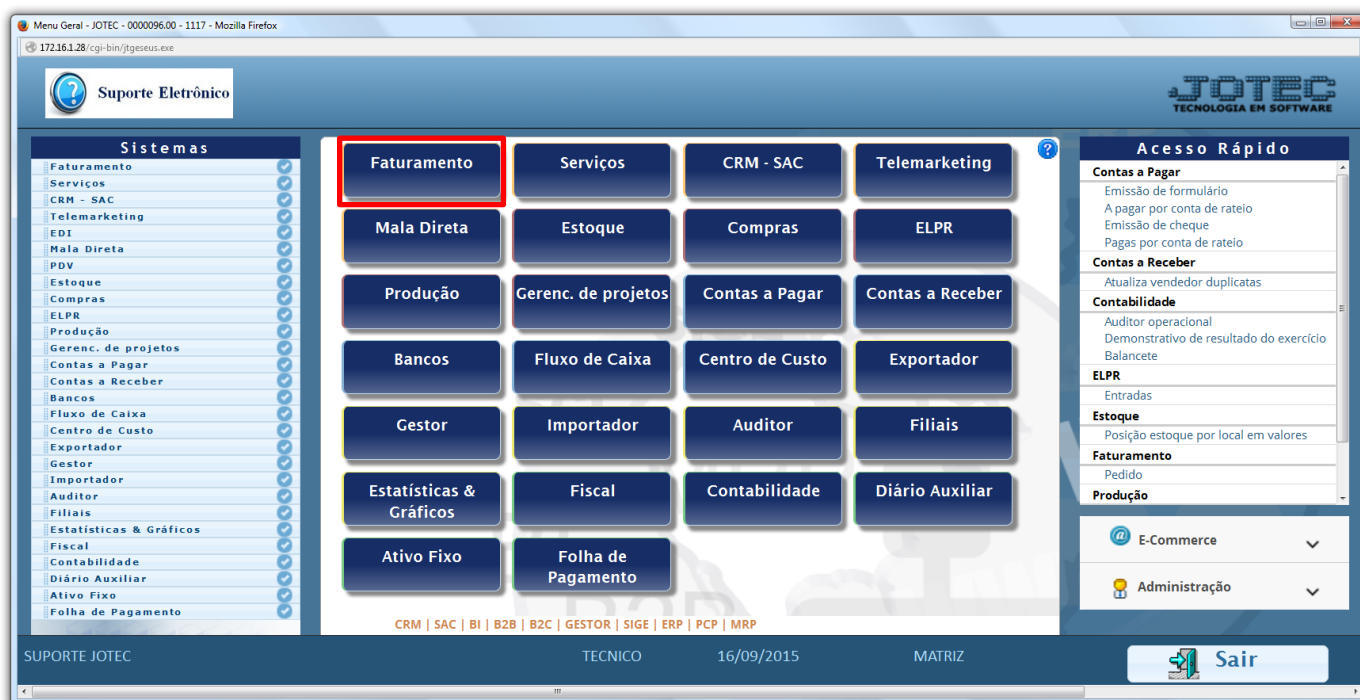 Menu Geral - JOTEC - 0000096.00 - 1117 - Mozilla Firefox
172.16.1.28/cgi-bin/jtgeseus.exe
Suporte Eletrônico
JOTEC
TECNOLOGIA EM SOFTWARE
Sistemas
Faturamento
Serviços
CRM - SAC
Telemarketing
EDI
Mala Direta
PDV
Estoque
Compras
ELPR
Produção
Gerenc. de projetos
Contas a Pagar
Contas a Receber
Bancos
Fluxo de Caixa
Centro de Custo
Exportador
Gestor
Importador
Auditor
Filiais
Estatísticas & Gráficos
Fiscal
Contabilidade
Diário Auxiliar
Ativo Fixo
Folha de Pagamento
Faturamento
Serviços
CRM - SAC
Telemarketing
Mala Direta
Estoque
Compras
ELPR
Produção
Gerenc. de projetos
Contas a Pagar
Contas a Receber
Bancos
Fluxo de Caixa
Centro de Custo
Exportador
Gestor
Importador
Auditor
Filiais
Estatísticas &
Gráficos
Fiscal
Contabilidade
Diário Auxiliar
Ativo Fixo
Folha de
Pagamento
CRM | SAC | BI | B2B | B2C | GESTOR | SIGE | ERP | PCP | MRP
Acesso Rápido
Contas a Pagar
Emissão de formulário
A pagar por conta de rateio
Emissão de cheque
Pagas por conta de rateio
Contas a Receber
Atualiza vendedor duplicatas
Contabilidade
Auditor operacional
Demonstrativo de resultado do exercício
Balancete
ELPR
Entradas
Estoque
Posição estoque por local em valores
Faturamento
Pedido
Produção
E-Commerce
Administração
SUPORTE JOTEC
TECNICO
16/09/2015
MATRIZ
Sair